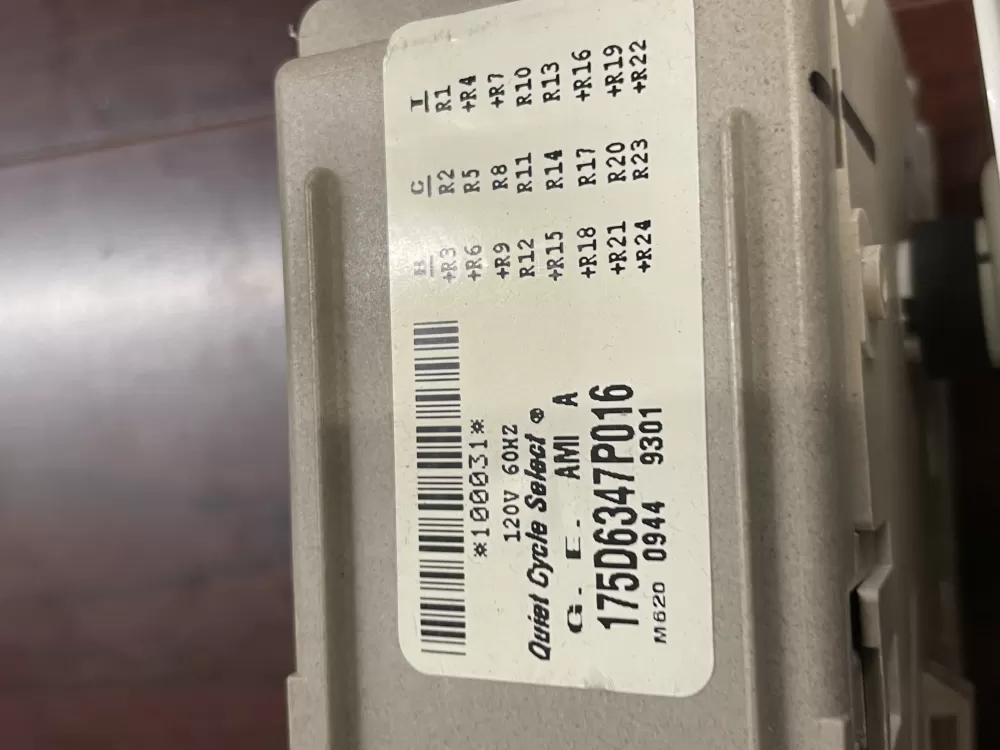 *100031*
120V 60HZ
Quiet Cycle Select ®
G. E. AMI A
175D6347P016
M620 0944 9301
B C T
+R3 R2 R1
+R6 R5 +R4
+R9 R8 +R7
R12 R11 R10
+R15 R14 R13
+R18 R17 +R16
+R21 R20 +R19
+R24 R23 +R22